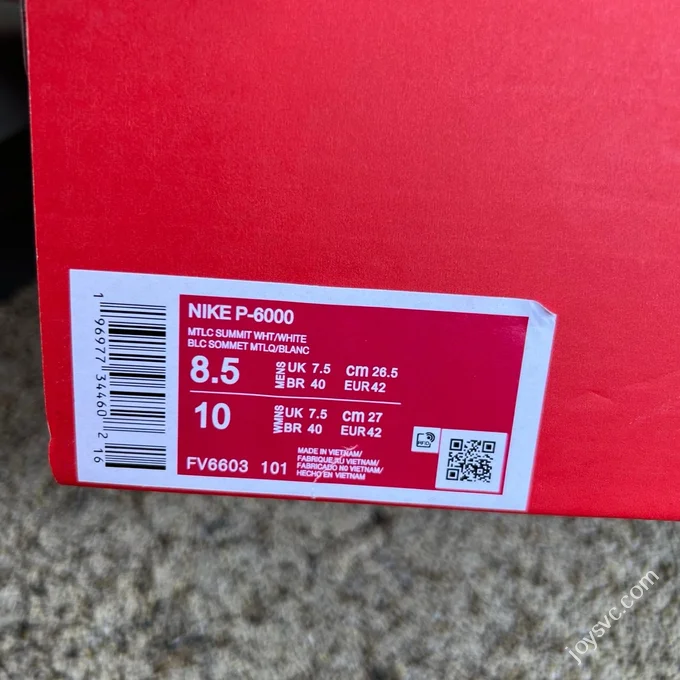 NIKE P-6000
MTLC SUMMIT WHT/WHITE
BLC SOMMET MTLQ/BLANC
8.5 MENS UK 7.5 cm 26.5
BR 40 EUR 42
10 WMNS UK 7.5 cm 27
BR 40 EUR 42
FV6603 101
MADE IN VIETNAM/
FABRIQUE AU VIETNAM/
FABRICADO NO VIETNAM/
HECHO EN VIETNAM
RFID
1 96977 34460 2 16
joysvc.com